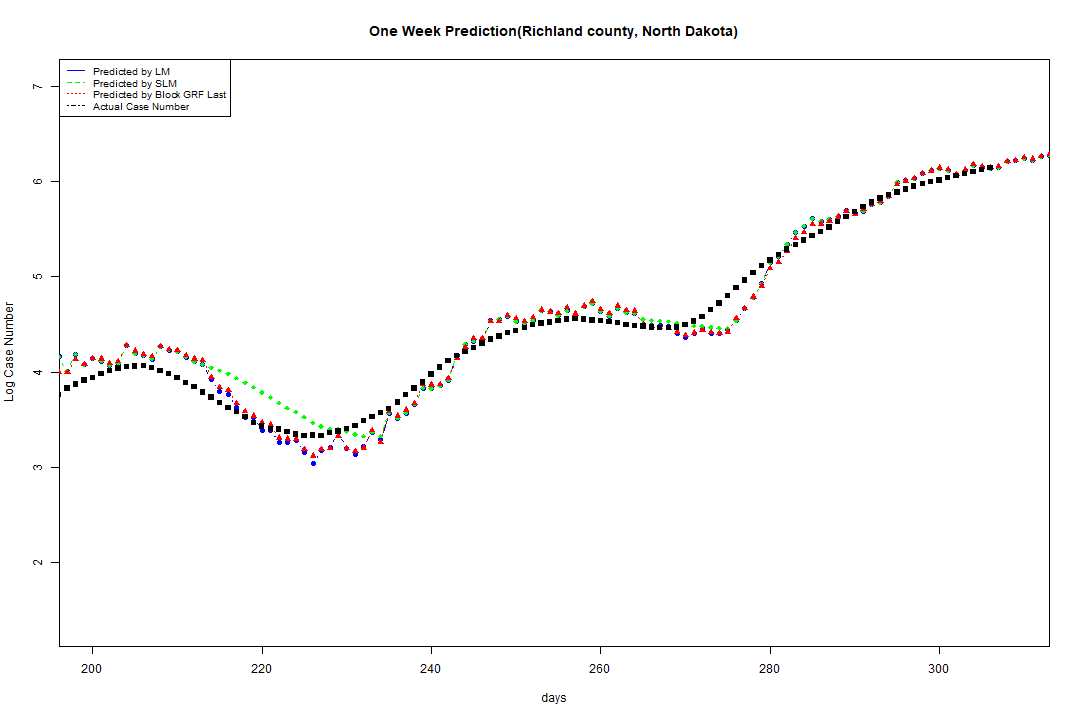 One Week Prediction(Richland county, North Dakota)
Predicted by LM
Predicted by SLM
Predicted by Block GRF Last
Actual Case Number
7
6
5
4
3
2
Log Case Number
200 220 240 260 280 300
days